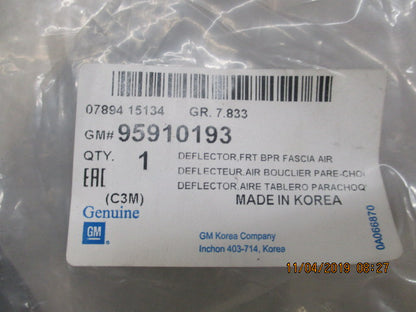 07894 15134 GR. 7.833
GM# 95910193
QTY. 1 DEFLECTOR,FRT BPR FASCIA AIR
EAC DEFLECTEUR,AIR BOUCLIER PARE-CHOC
DEFLECTOR,AIRE TABLERO PARACHOQ
(C3M) MADE IN KOREA
Genuine
GM
GM Korea Company
Inchon 403-714, Korea
0A066870
11/04/2019 08:27